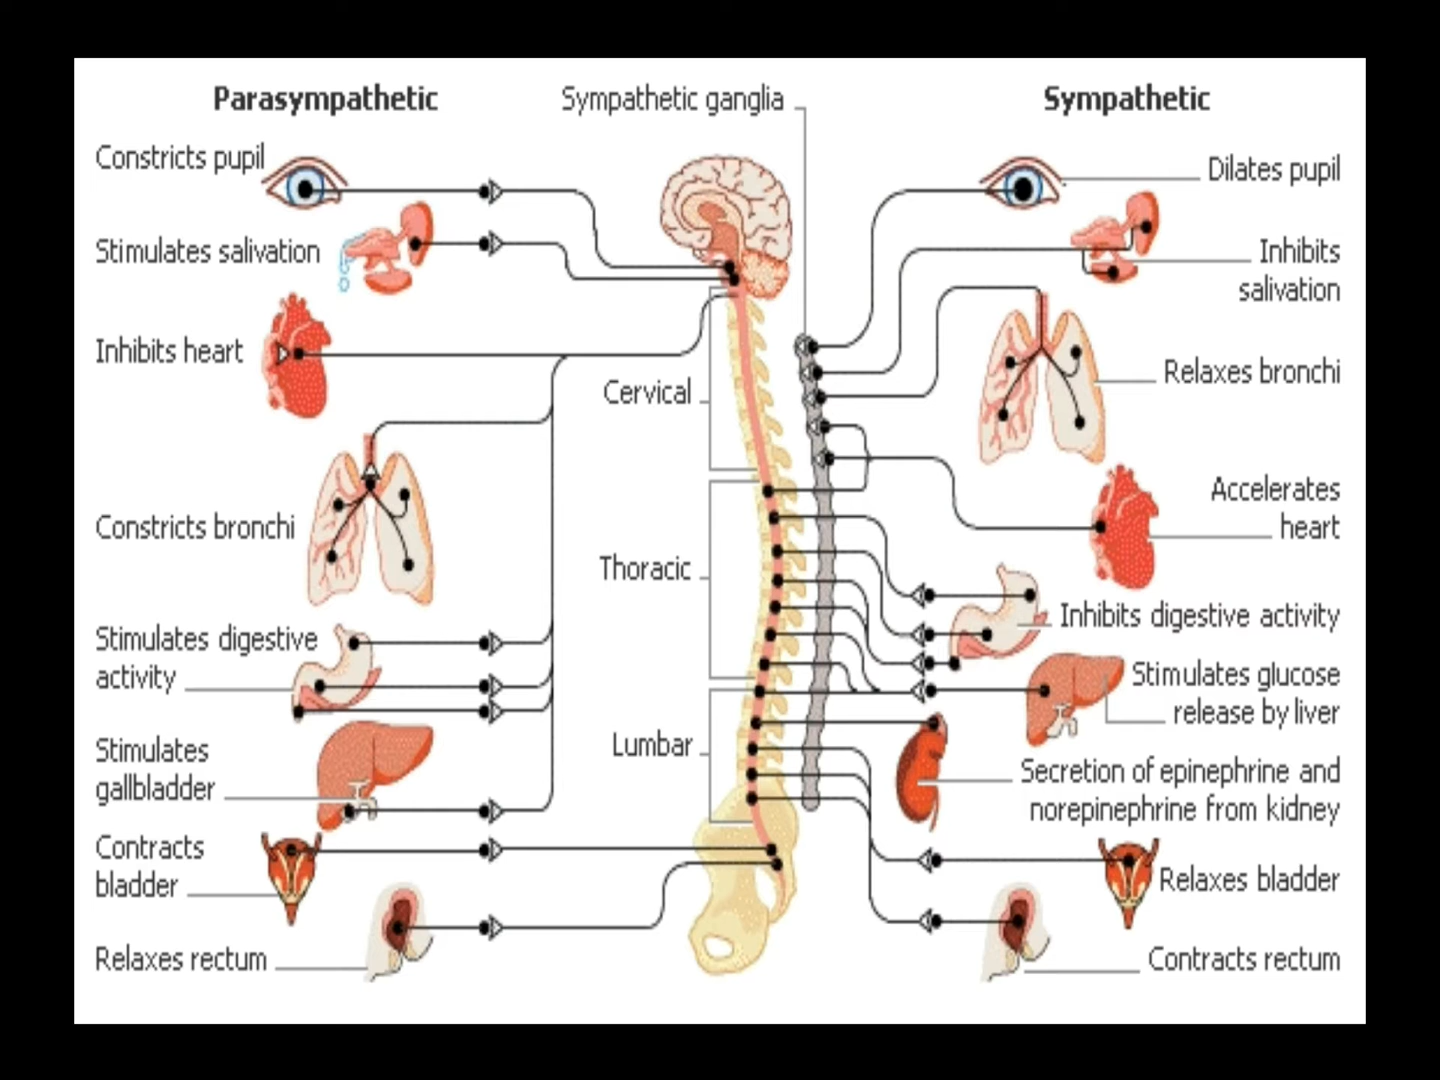 Parasympathetic
Sympathetic ganglia
Sympathetic
Constricts pupil
Stimulates salivation
Inhibits heart
Constricts bronchi
Stimulates digestive
activity
Stimulates
gallbladder
Contracts
bladder
Relaxes rectum
Cervical
Thoracic
Lumbar
Dilates pupil
Inhibits
salivation
Relaxes bronchi
Accelerates
heart
Inhibits digestive activity
Stimulates glucose
release by liver
Secretion of epinephrine and
norepinephrine from kidney
Relaxes bladder
Contracts rectum